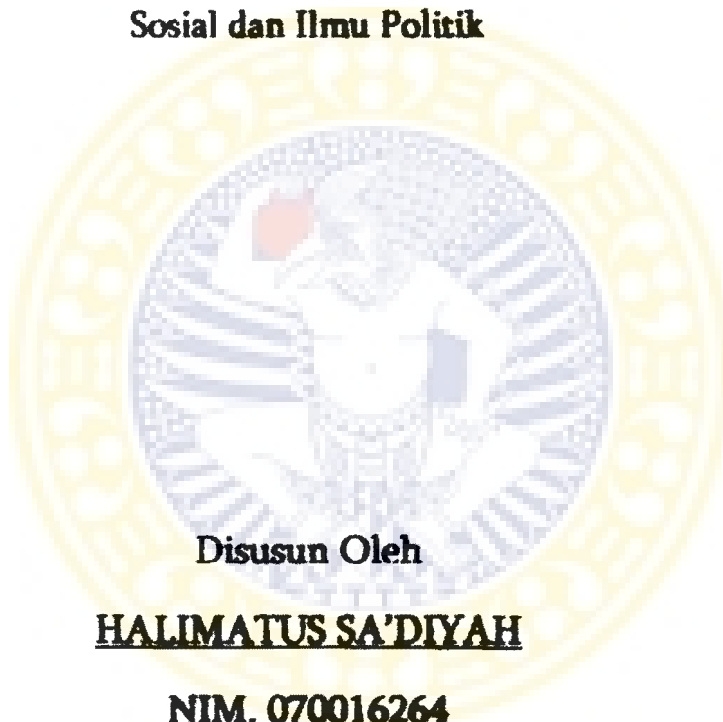 Sosial dan Ilmu Politik
Disusun Oleh
HALIMATUS SA'DIYAH
NIM. 070016264